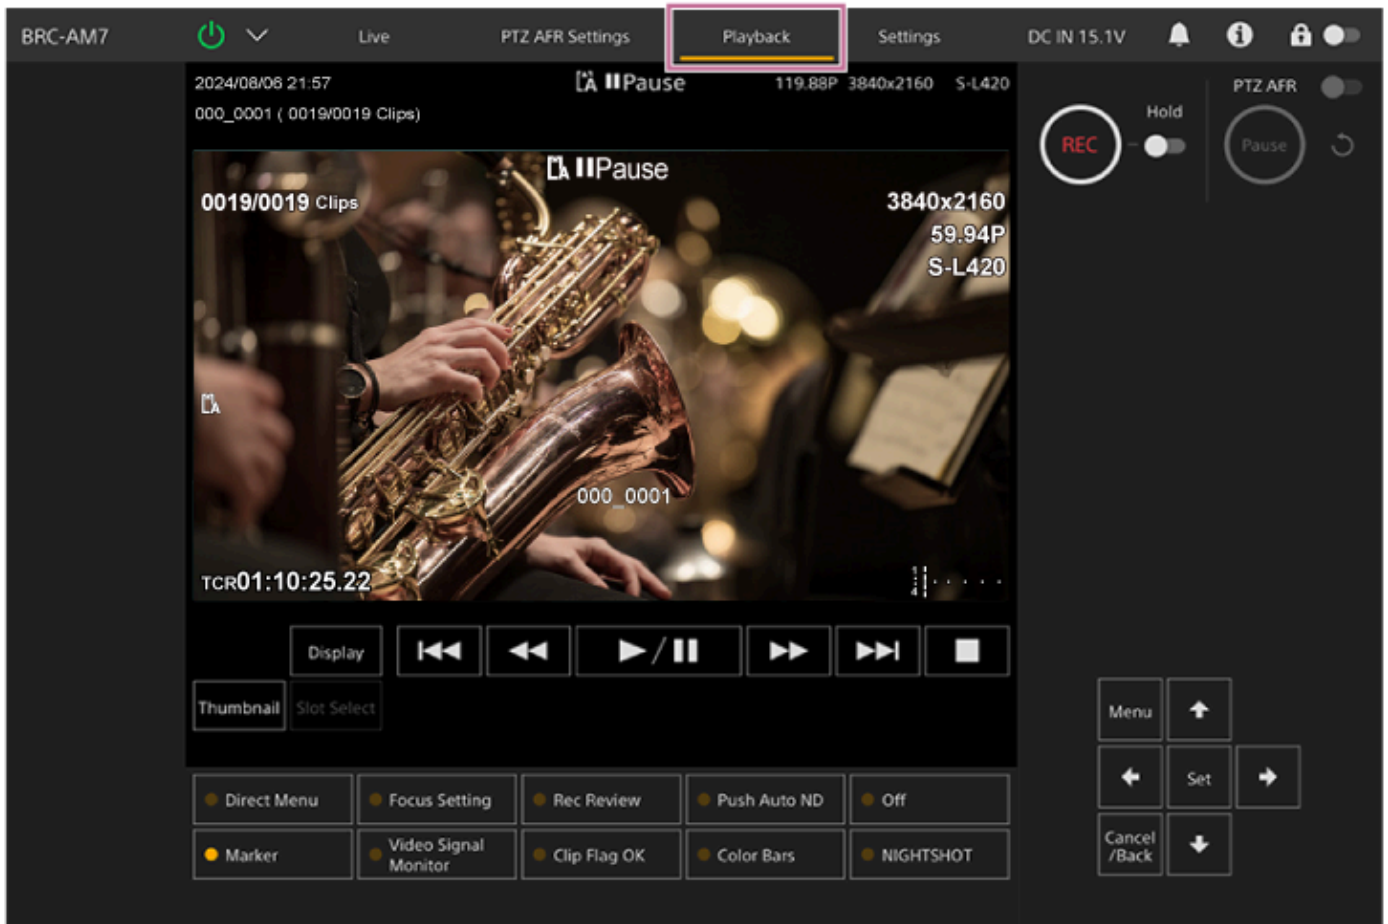 BRC-AM7
Live
PTZ AFR Settings
Playback
Settings
DC IN 15.1V
2024/08/06 21:57
A Pause
119.88P 3840x2160 S-L420
000_0001 ( 0019/0019 Clips)
PTZ AFR
Hold
REC
Pause
A Pause
0019/0019 Clips
3840x2160
59.94P
S-L420
A
000_0001
TCR01:10:25.22
Display
Thumbnail
Slot Select
Menu
Set
Cancel
/Back
Direct Menu
Focus Setting
Rec Review
Push Auto ND
Off
Marker
Video Signal
Monitor
Clip Flag OK
Color Bars
NIGHTSHOT